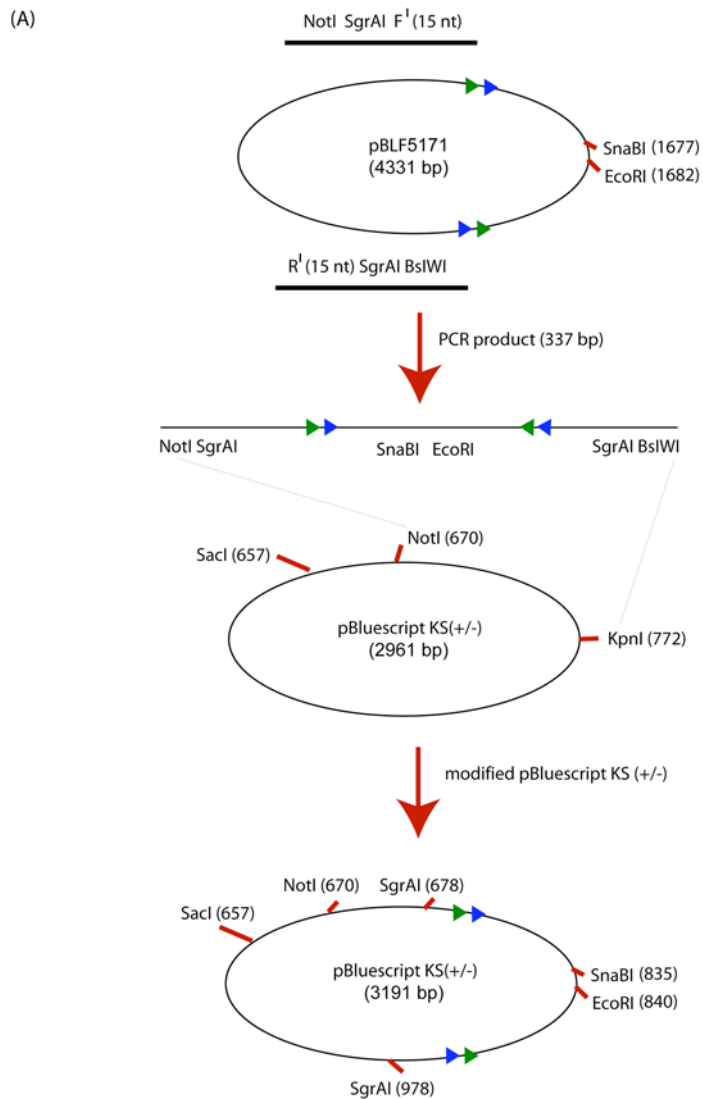 (A)
NotI SgrAI F^I (15 nt)
pBLF5171
(4331 bp)
SnaBI (1677)
EcoRI (1682)
R^I (15 nt) SgrAI BsIWI
PCR product (337 bp)
NotI SgrAI
SnaBI EcoRI
SgrAI BsIWI
NotI (670)
SacI (657)
pBluescript KS(+/-)
(2961 bp)
KpnI (772)
modified pBluescript KS (+/-)
NotI (670)
SgrAI (678)
SacI (657)
pBluescript KS(+/-)
(3191 bp)
SnaBI (835)
EcoRI (840)
SgrAI (978)